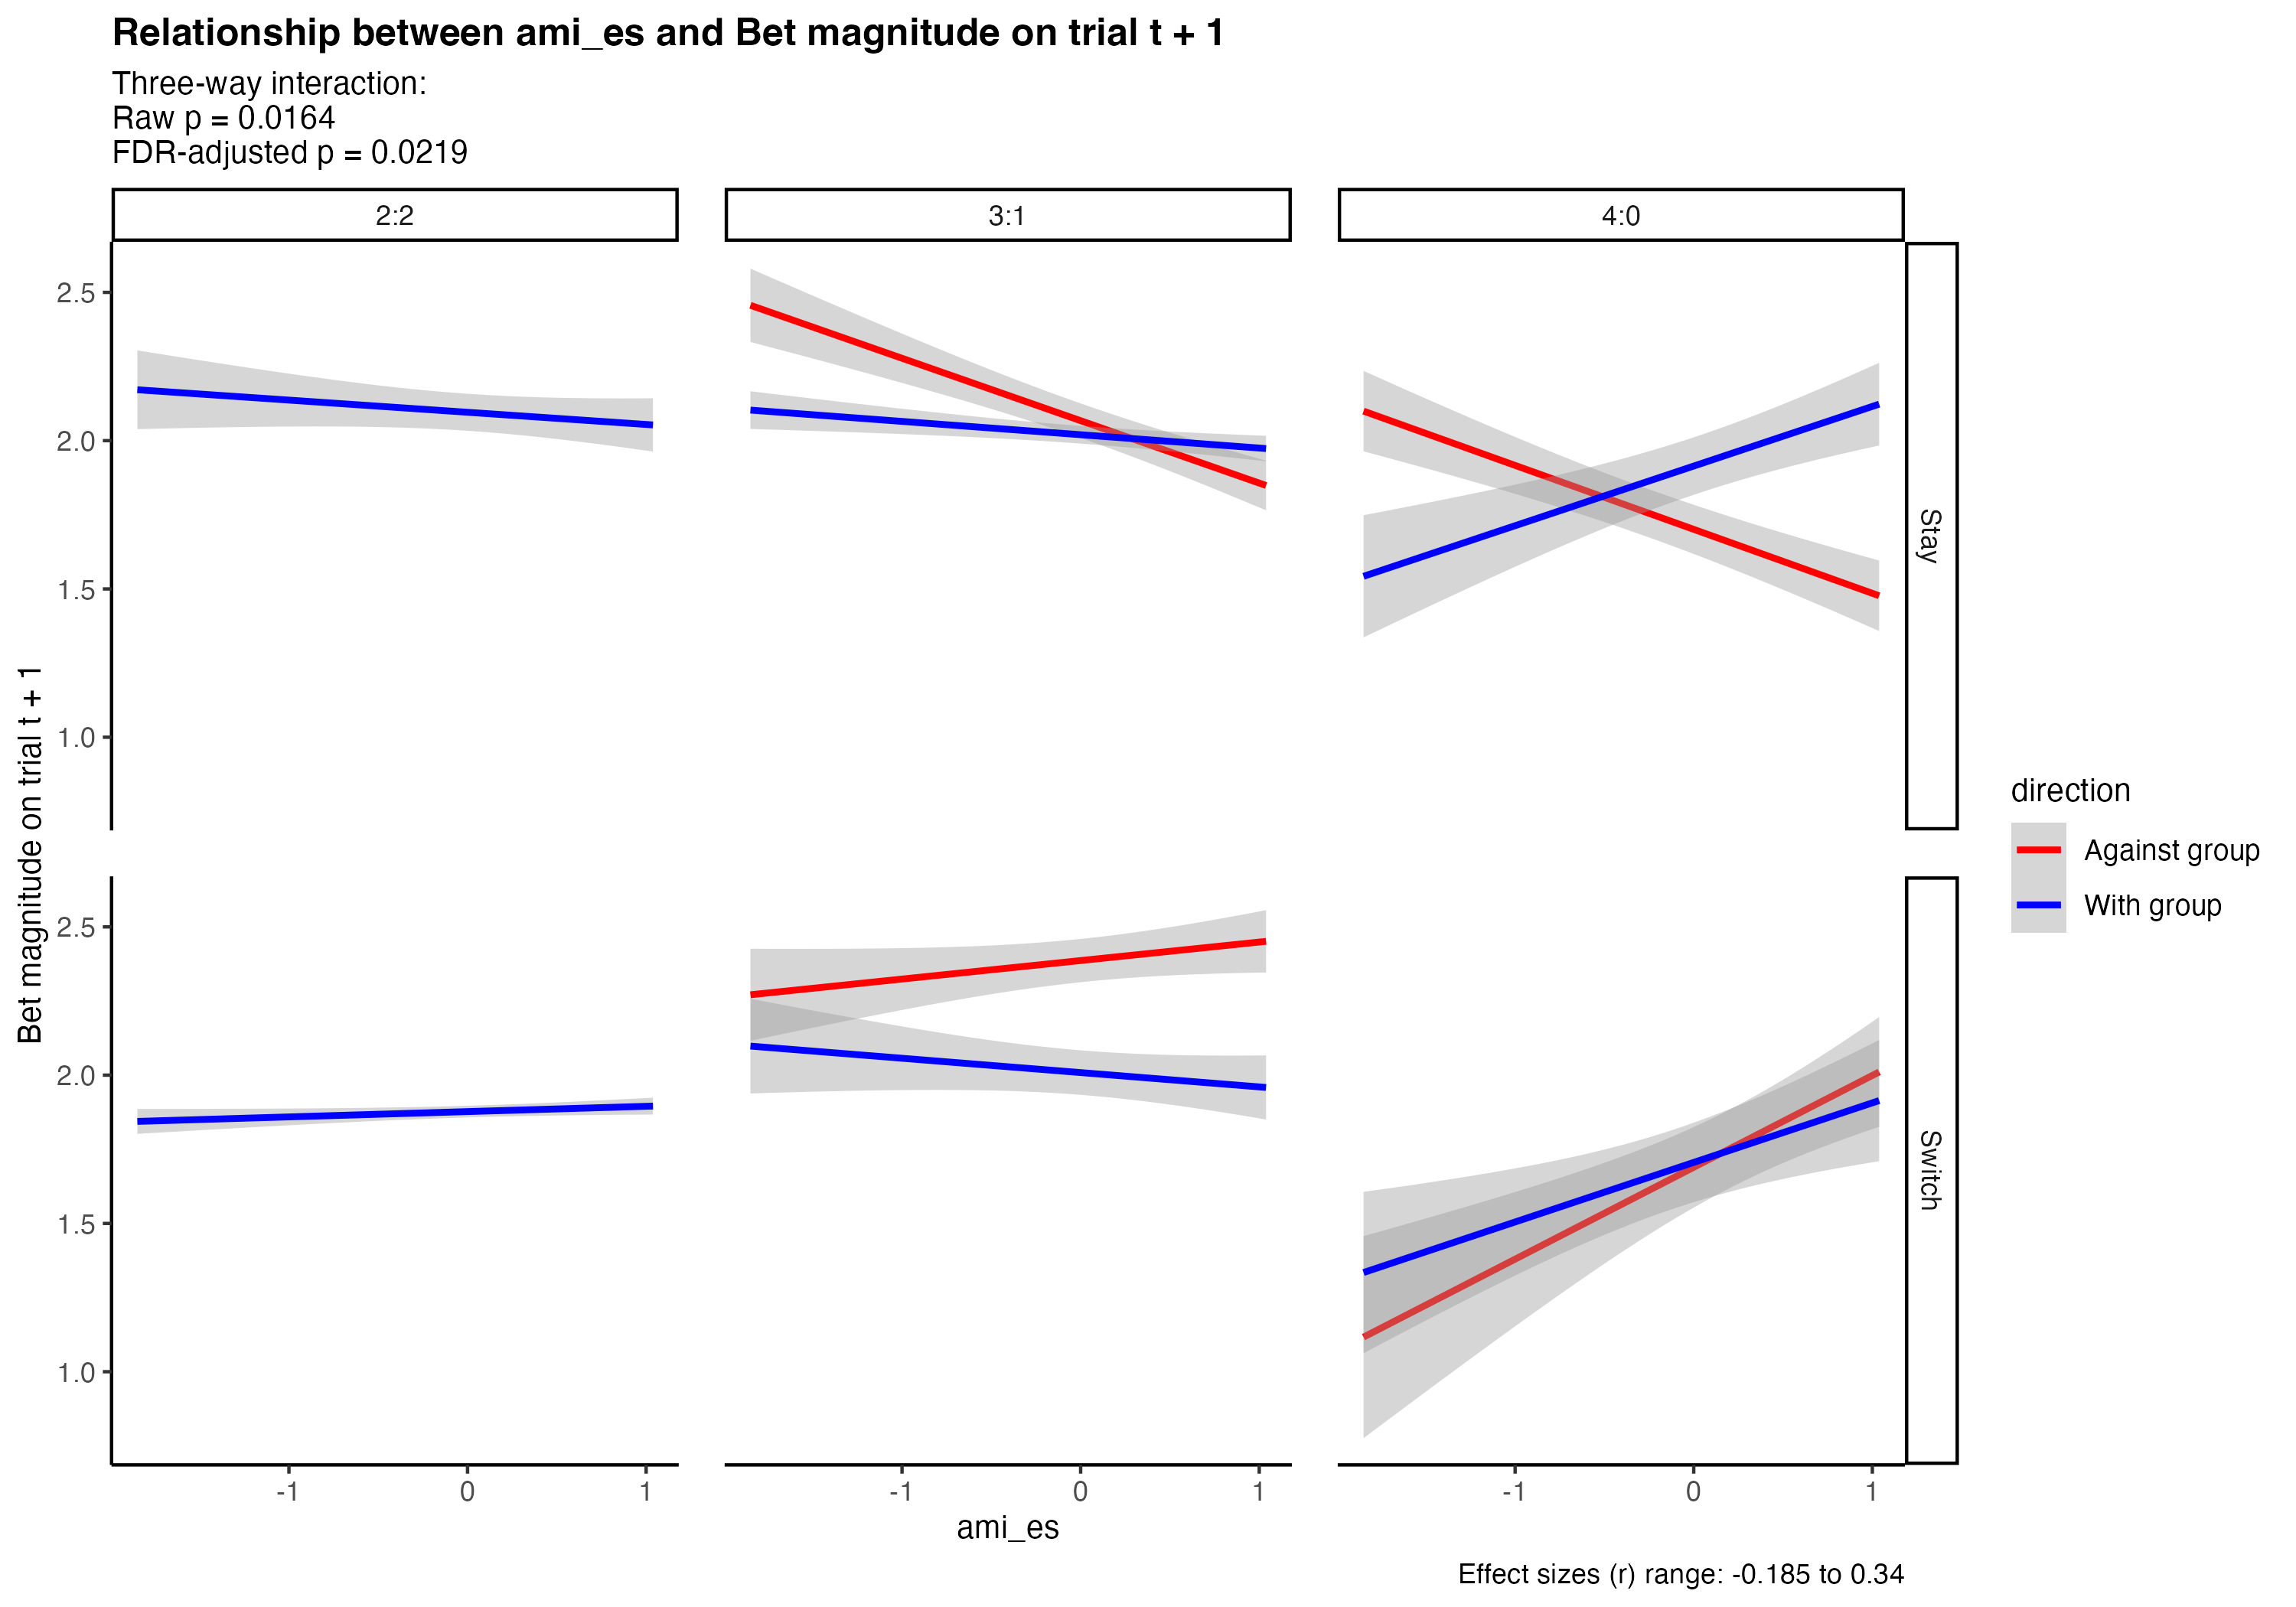 Relationship between ami_es and Bet magnitude on trial t + 1
Three-way interaction:
Raw p = 0.0164
FDR-adjusted p = 0.0219
2:2
3:1
4:0
2.5
2.0
1.5
1.0
Stay
2.5
2.0
1.5
1.0
Switch
Bet magnitude on trial t + 1
direction
Against group
With group
-1
0
1
-1
0
1
-1
0
1
ami_es
Effect sizes (r) range: -0.185 to 0.34